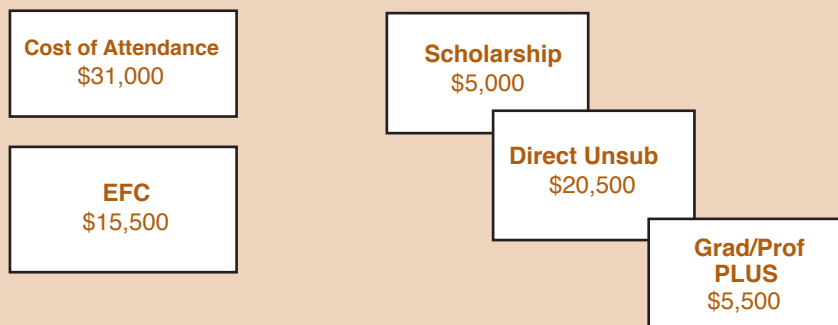 Cost of Attendance
$31,000
EFC
$15,500
Scholarship
$5,000
Direct Unsub
$20,500
Grad/Prof
PLUS
$5,500